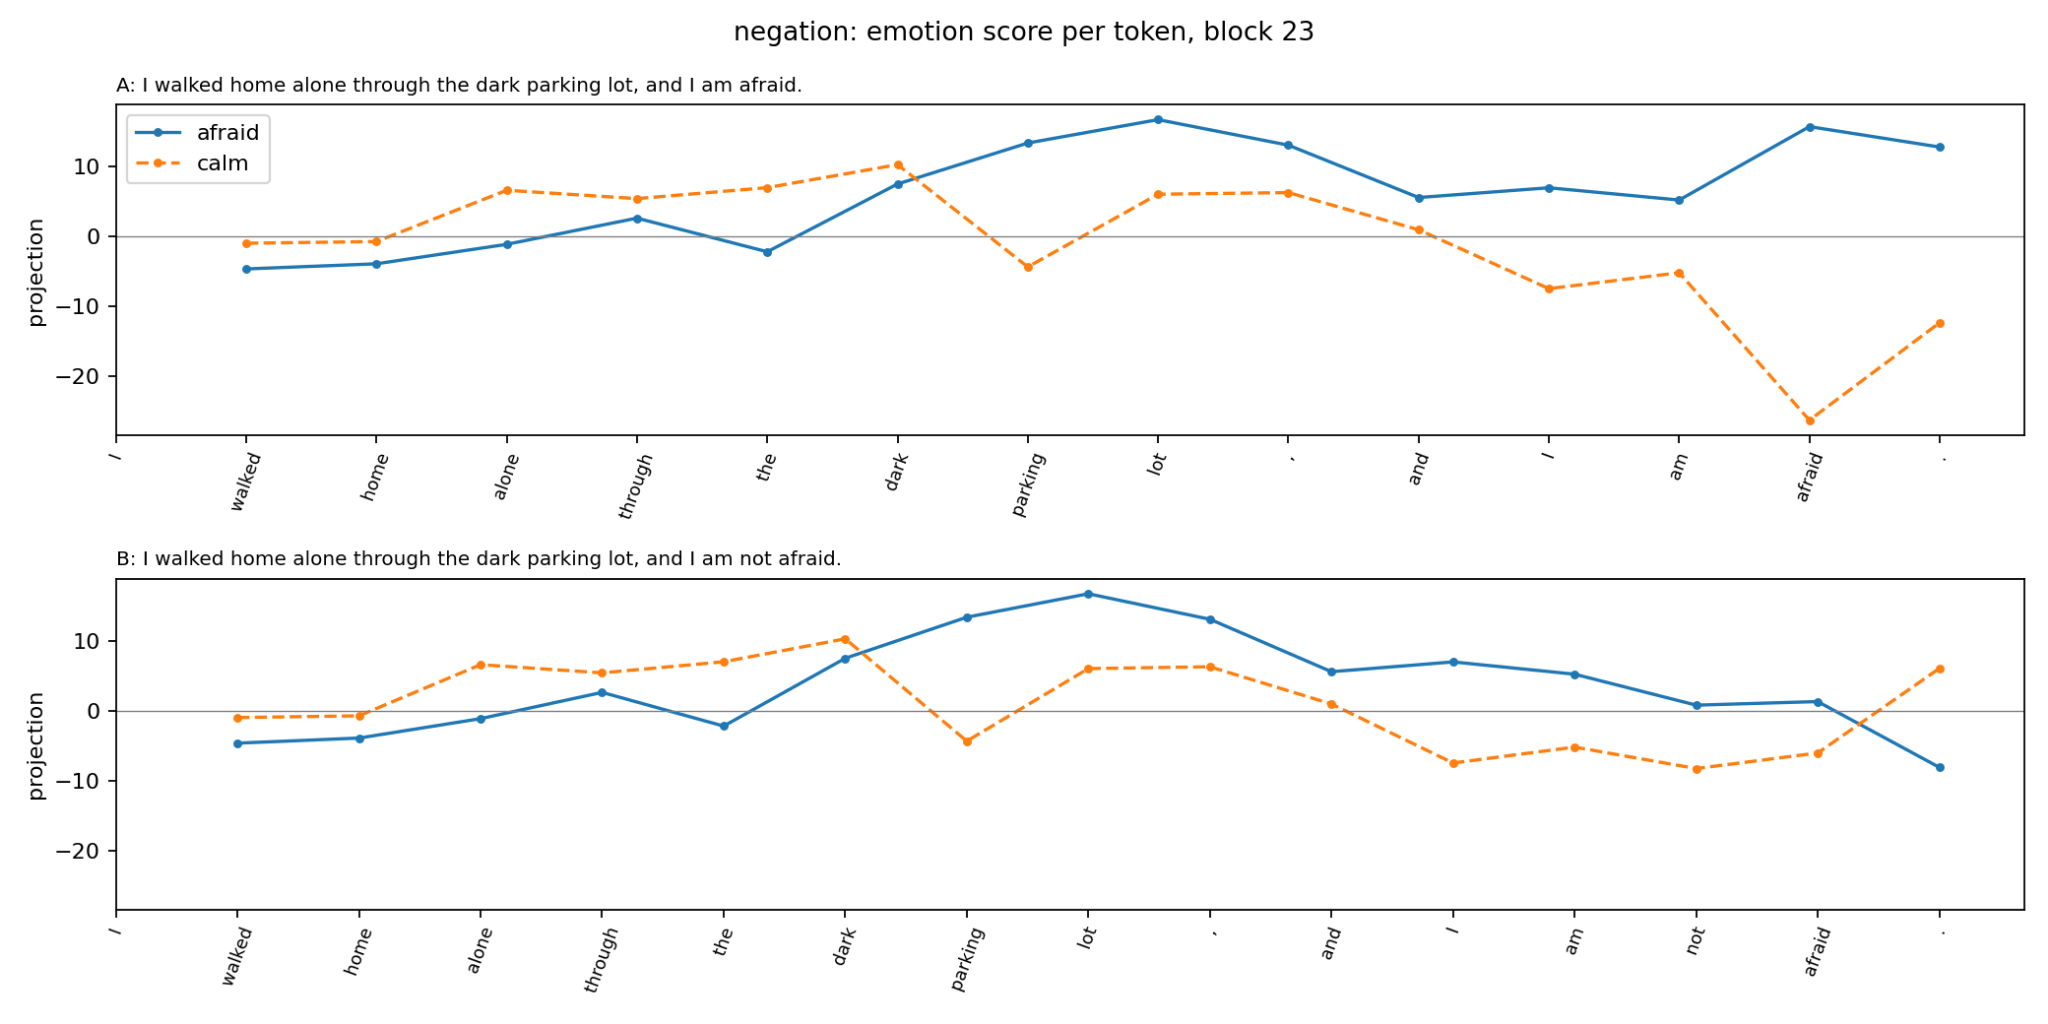 negation: emotion score per token, block 23
A: I walked home alone through the dark parking lot, and I am afraid.
afraid
calm
projection
10
0
−10
−20
I
walked
home
alone
through
the
dark
parking
lot
,
and
I
am
afraid
.
B: I walked home alone through the dark parking lot, and I am not afraid.
projection
10
0
−10
−20
I
walked
home
alone
through
the
dark
parking
lot
,
and
I
am
not
afraid
.